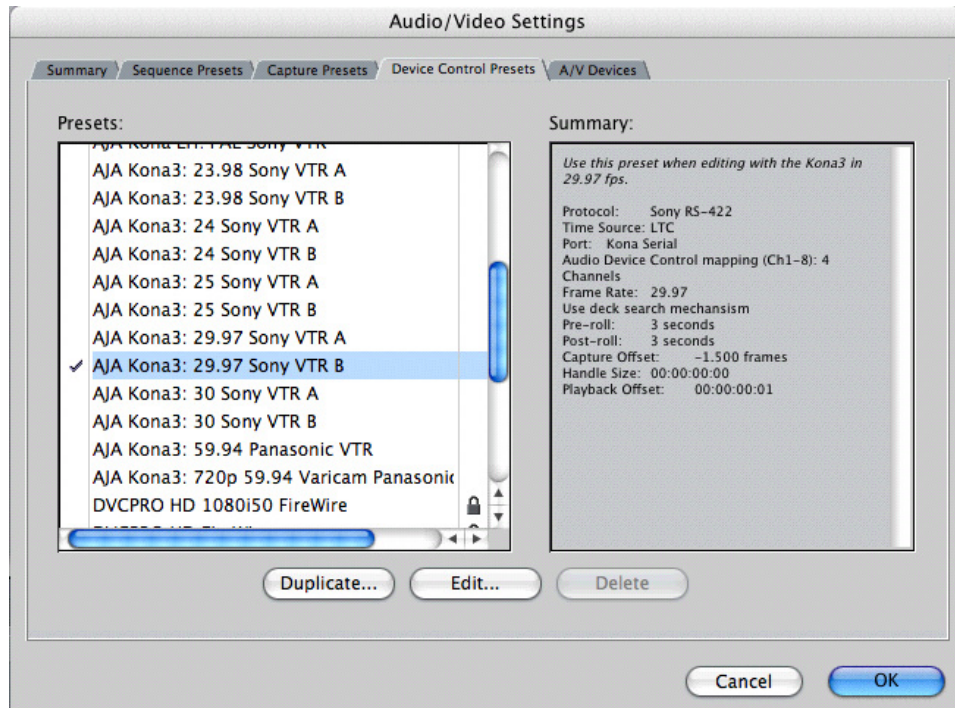 Audio/Video Settings
Summary
Sequence Presets
Capture Presets
Device Control Presets
A/V Devices
Presets:
AJA Kona3: 23.98 Sony VTR A
AJA Kona3: 23.98 Sony VTR B
AJA Kona3: 24 Sony VTR A
AJA Kona3: 24 Sony VTR B
AJA Kona3: 25 Sony VTR A
AJA Kona3: 25 Sony VTR B
AJA Kona3: 29.97 Sony VTR A
AJA Kona3: 29.97 Sony VTR B
AJA Kona3: 30 Sony VTR A
AJA Kona3: 30 Sony VTR B
AJA Kona3: 59.94 Panasonic VTR
AJA Kona3: 720p 59.94 Varicam Panasonic
DVCPRO HD 1080i50 FireWire
Summary:
Use this preset when editing with the Kona3 in
29.97 fps.
Protocol: Sony RS-422
Time Source: LTC
Port: Kona Serial
Audio Device Control mapping (Ch1-8): 4
Channels
Frame Rate: 29.97
Use deck search mechansism
Pre-roll: 3 seconds
Post-roll: 3 seconds
Capture Offset: -1.500 frames
Handle Size: 00:00:00:00
Playback Offset: 00:00:00:01
Duplicate...
Edit...
Delete
Cancel
OK